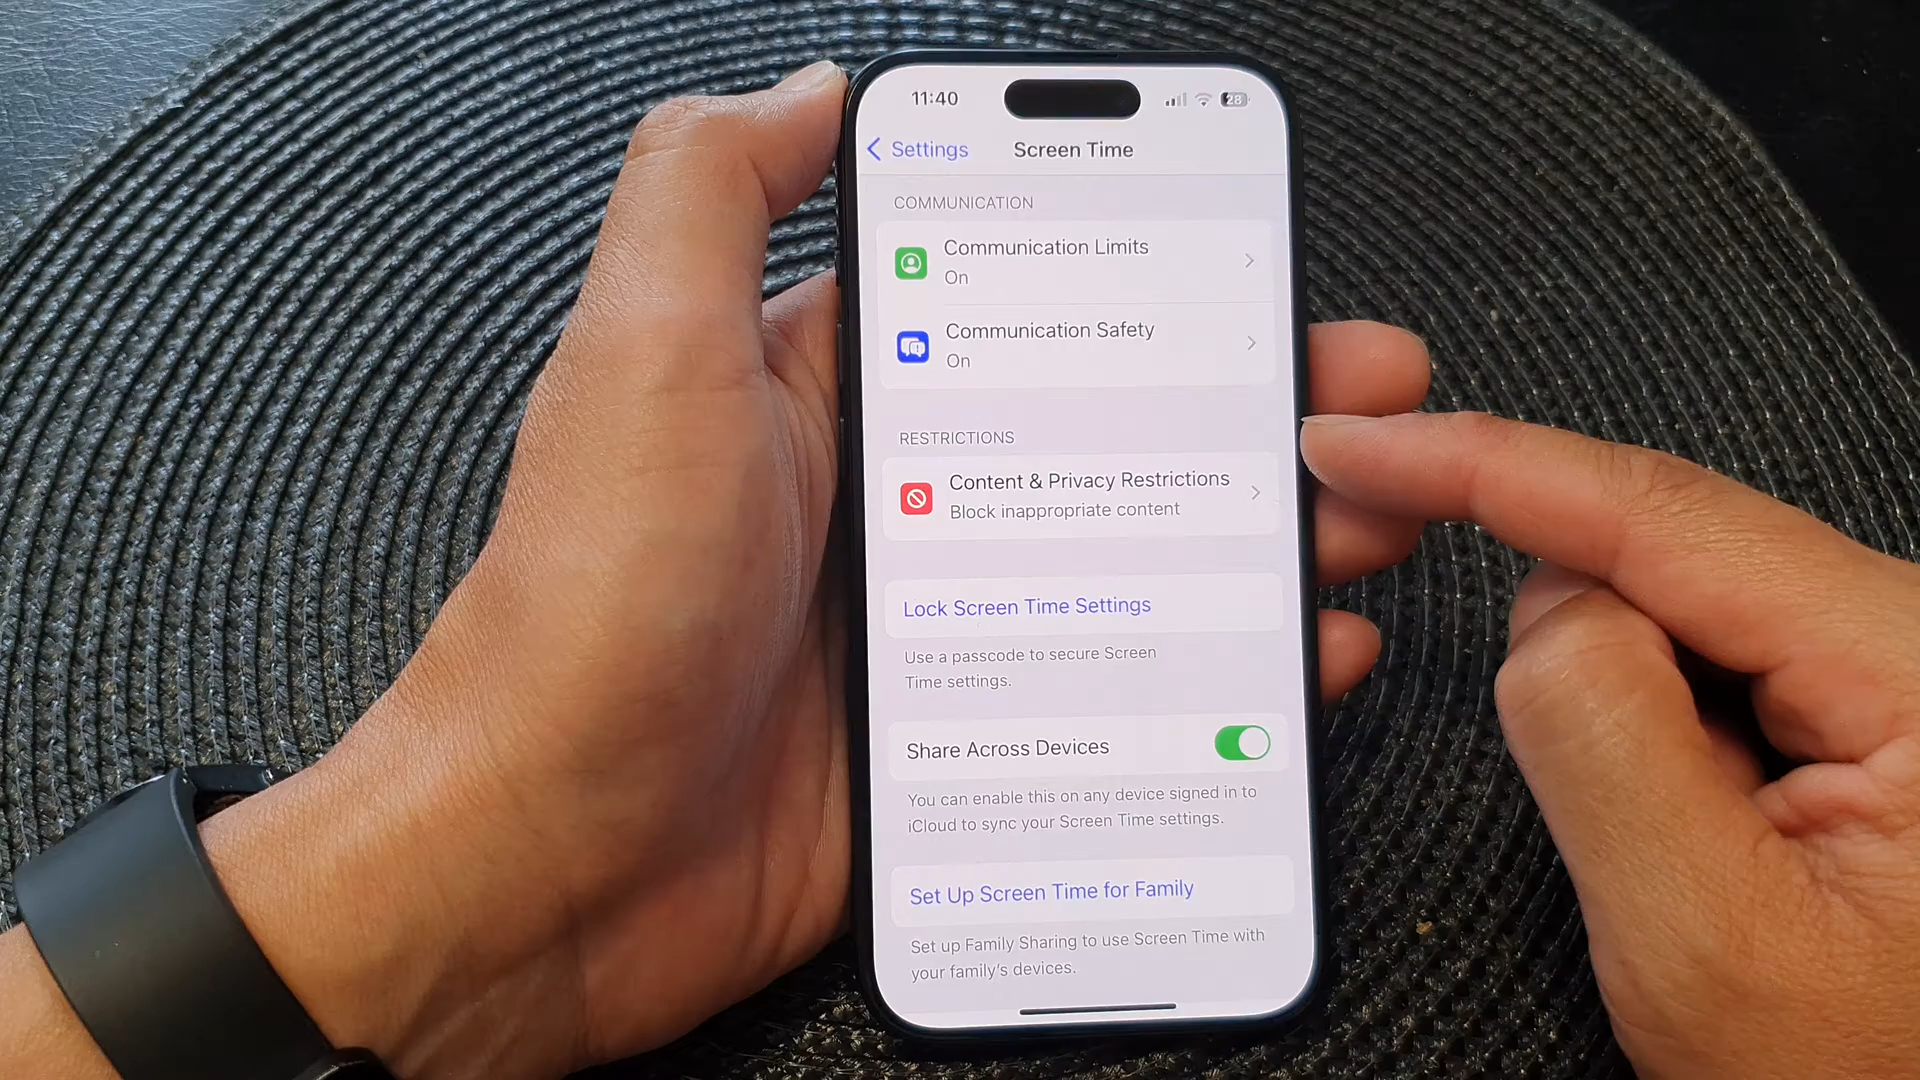 11:40
28
Settings
Screen Time
COMMUNICATION
Communication Limits
On
Communication Safety
On
RESTRICTIONS
Content & Privacy Restrictions
Block inappropriate content
Lock Screen Time Settings
Use a passcode to secure Screen
Time settings.
Share Across Devices
You can enable this on any device signed in to
iCloud to sync your Screen Time settings.
Set Up Screen Time for Family
Set up Family Sharing to use Screen Time with
your family's devices.